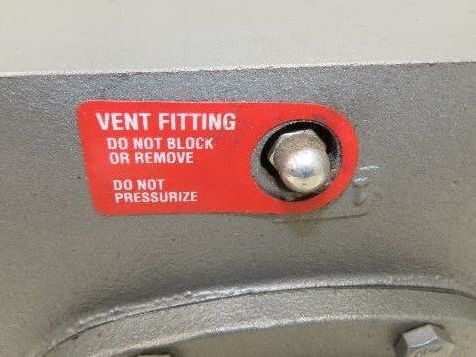 VENT FITTING
DO NOT BLOCK
OR REMOVE
DO NOT
PRESSURIZE